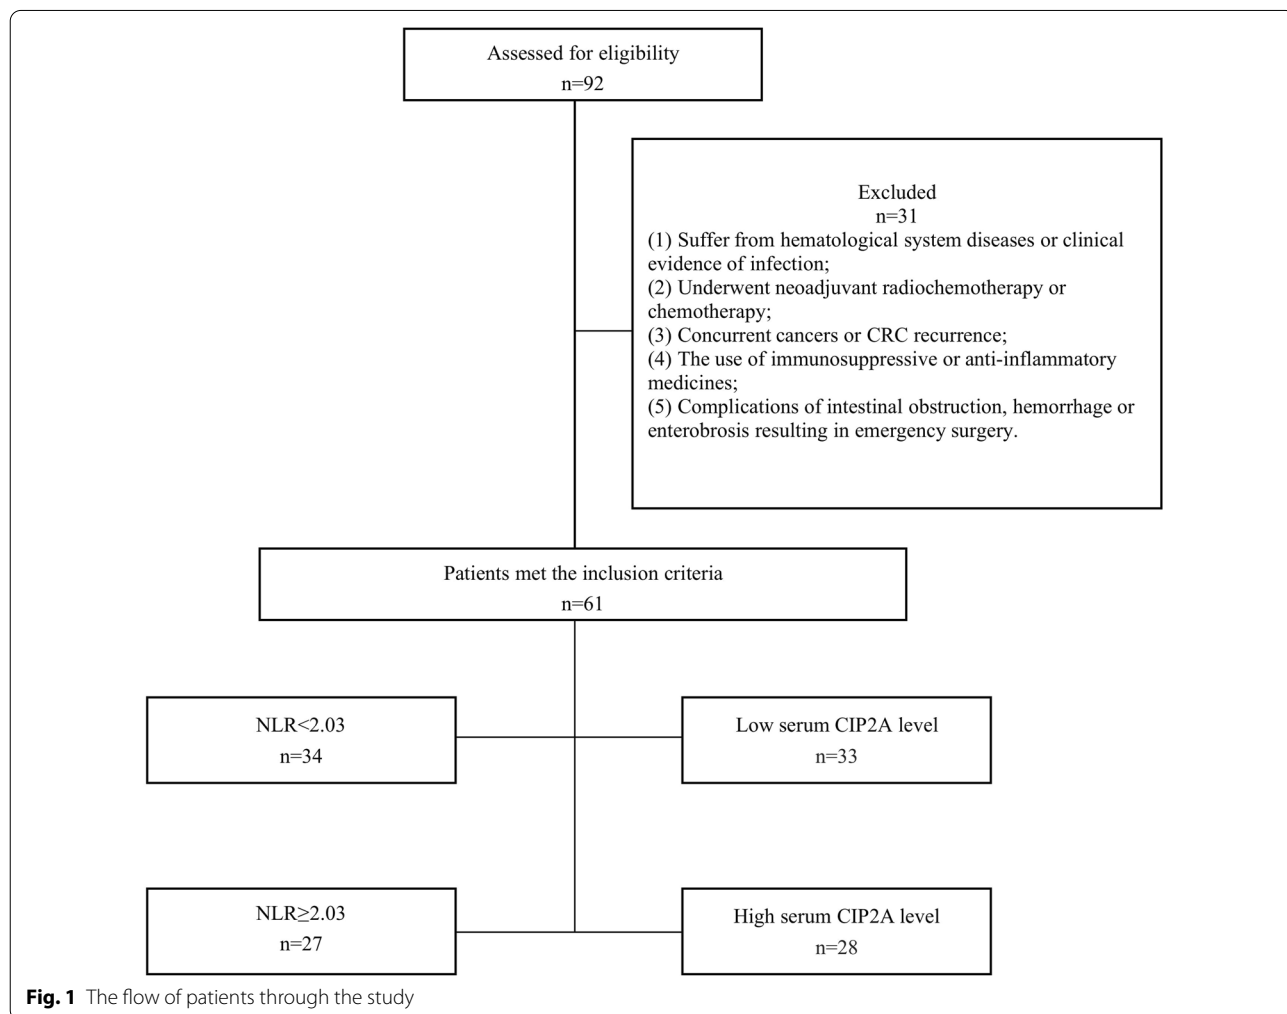 Assessed for eligibility
n=92
Excluded
n=31
(1) Suffer from hematological system diseases or clinical
evidence of infection;
(2) Underwent neoadjuvant radiochemotherapy or
chemotherapy;
(3) Concurrent cancers or CRC recurrence;
(4) The use of immunosuppressive or anti-inflammatory
medicines;
(5) Complications of intestinal obstruction, hemorrhage or
enterobrosis resulting in emergency surgery.
Patients met the inclusion criteria
n=61
NLR<2.03
n=34
Low serum CIP2A level
n=33
NLR≥2.03
n=27
High serum CIP2A level
n=28
Fig. 1 The flow of patients through the study